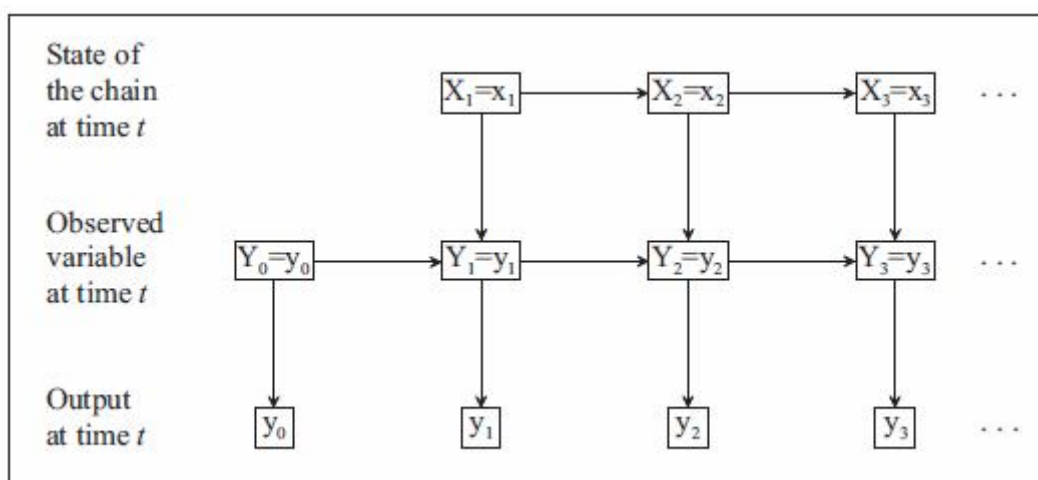 State of
the chain
at time t
X₁=x₁
X₂=x₂
X₃=x₃
...
Observed
variable
at time t
Y₀=y₀
Y₁=y₁
Y₂=y₂
Y₃=y₃
...
Output
at time t
y₀
y₁
y₂
y₃
...